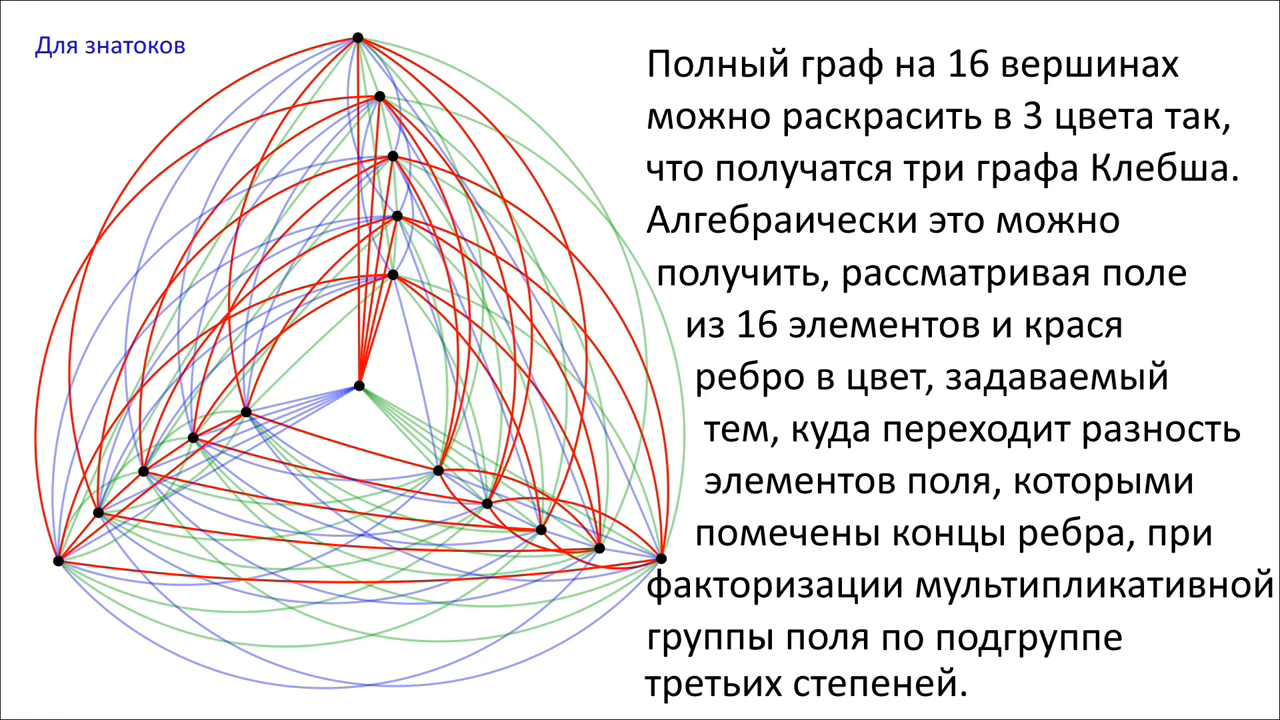 Для знатоков
Полный граф на 16 вершинах
можно раскрасить в 3 цвета так,
что получатся три графа Клебша.
Алгебраически это можно
получить, рассматривая поле
из 16 элементов и крася
ребро в цвет, задаваемый
тем, куда переходит разность
элементов поля, которыми
помечены концы ребра, при
факторизации мультипликативной
группы поля по подгруппе
третьих степеней.